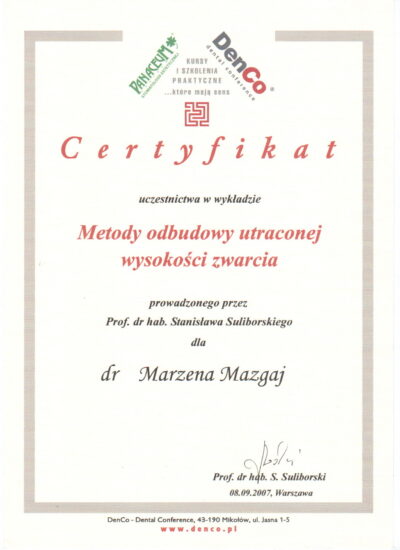 PANACEUM
DenCo
dental conference
KURSY
I SZKOLENIA
PRAKTYCZNE
...które mają sens
Certyfikat
uczestnictwa w wykładzie
Metody odbudowy utraconej
wysokości zwarcia
prowadzonego przez
Prof. dr hab. Stanisława Suliborskiego
dla
dr Marzena Mazgaj
Prof. dr hab. S. Suliborski
08.09.2007, Warszawa
DenCo - Dental Conference, 43-190 Mikołów, ul. Jasna 1-5
www.denco.pl